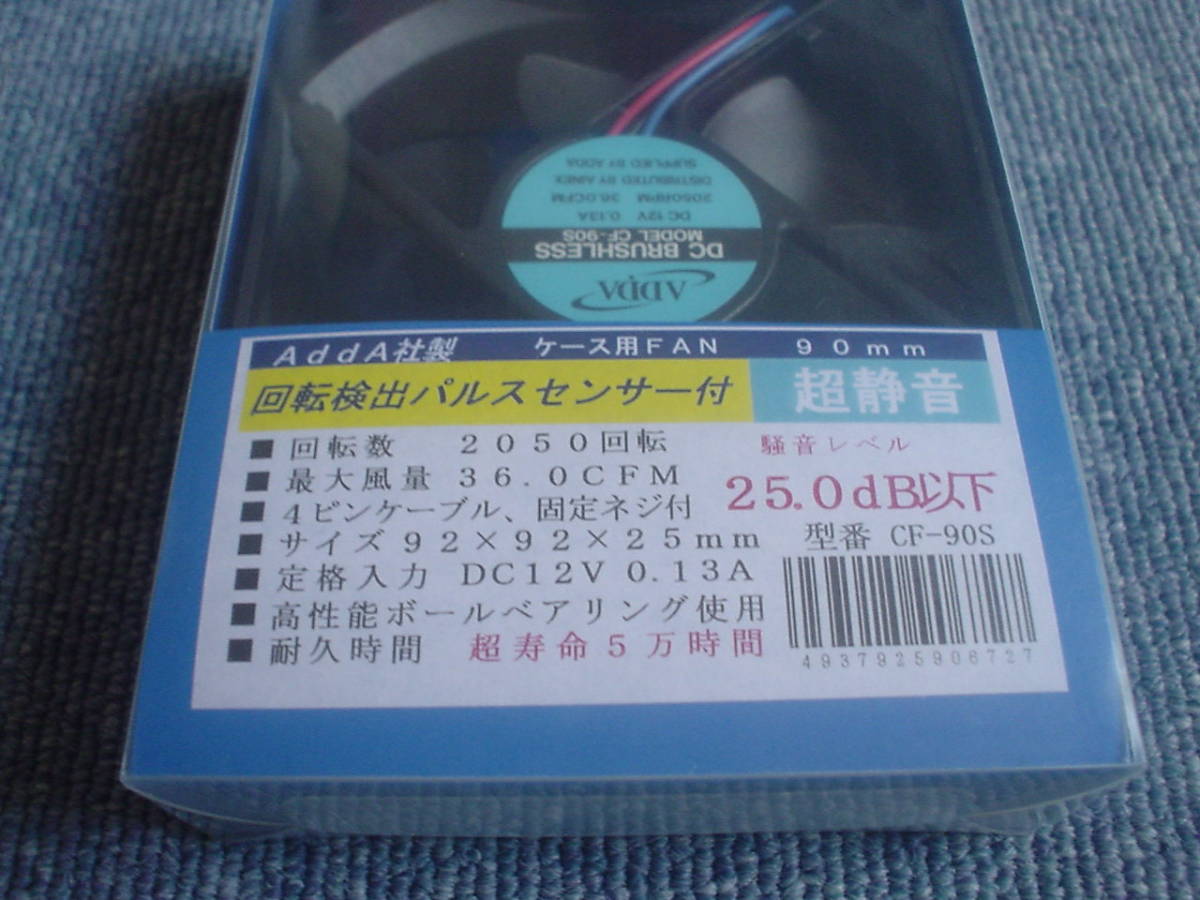 SUPPLIED BY ADDA
DISTRIBUTED BY AINEX
2050RPM 36.0CFM
DC 12V 0.13A
MODEL CF-90S
DC BRUSHLESS
ADDA
AddA社製 ケース用FAN 90mm
回転検出パルスセンサー付 超静音
■ 回転数 2050回転
■ 最大風量 36.0CFM
■ 4ピンケーブル、固定ネジ付
■ サイズ92×92×25mm
■ 定格入力 DC12V 0.13A
■ 高性能ボールベアリング使用
■ 耐久時間 超寿命5万時間
騒音レベル
25.0dB以下
型番 CF-90S
4937925906727